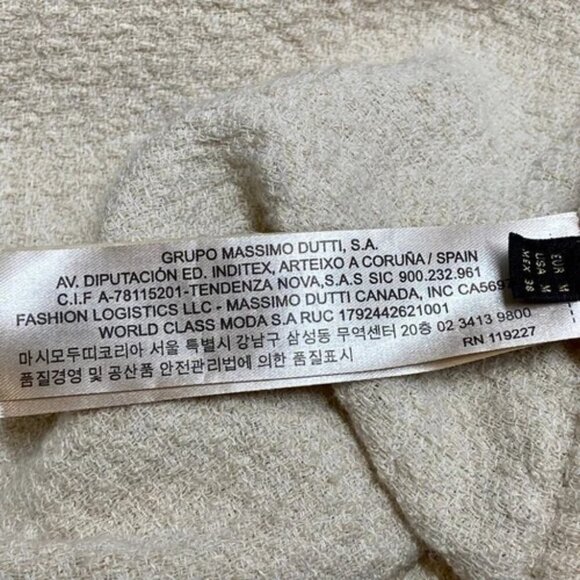 GRUPO MASSIMO DUTTI, S.A.
AV. DIPUTACIÓN ED. INDITEX, ARTEIXO A CORUÑA / SPAIN
C.I.F A-78115201-TENDENZA NOVA,S.A.S SIC 900.232.961
FASHION LOGISTICS LLC - MASSIMO DUTTI CANADA, INC CA5697
WORLD CLASS MODA S.A RUC 1792442621001
마시모두띠코리아 서울 특별시 강남구 삼성동 무역센터 20층 02 3413 9800
품질경영 및 공산품 안전관리법에 의한 품질표시
RN 119227
EUR M
USA M
MEX 38